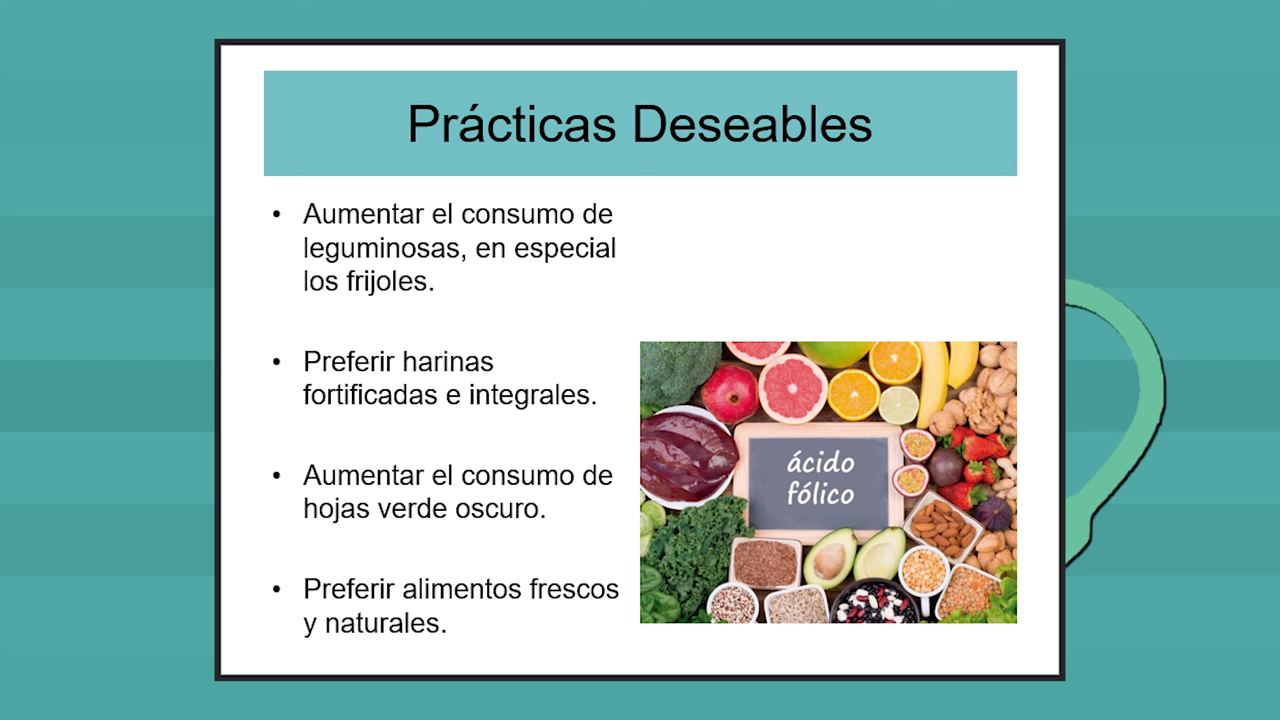 Prácticas Deseables
• Aumentar el consumo de
leguminosas, en especial
los frijoles.
• Preferir harinas
fortificadas e integrales.
• Aumentar el consumo de
hojas verde oscuro.
• Preferir alimentos frescos
y naturales.
ácido
fólico